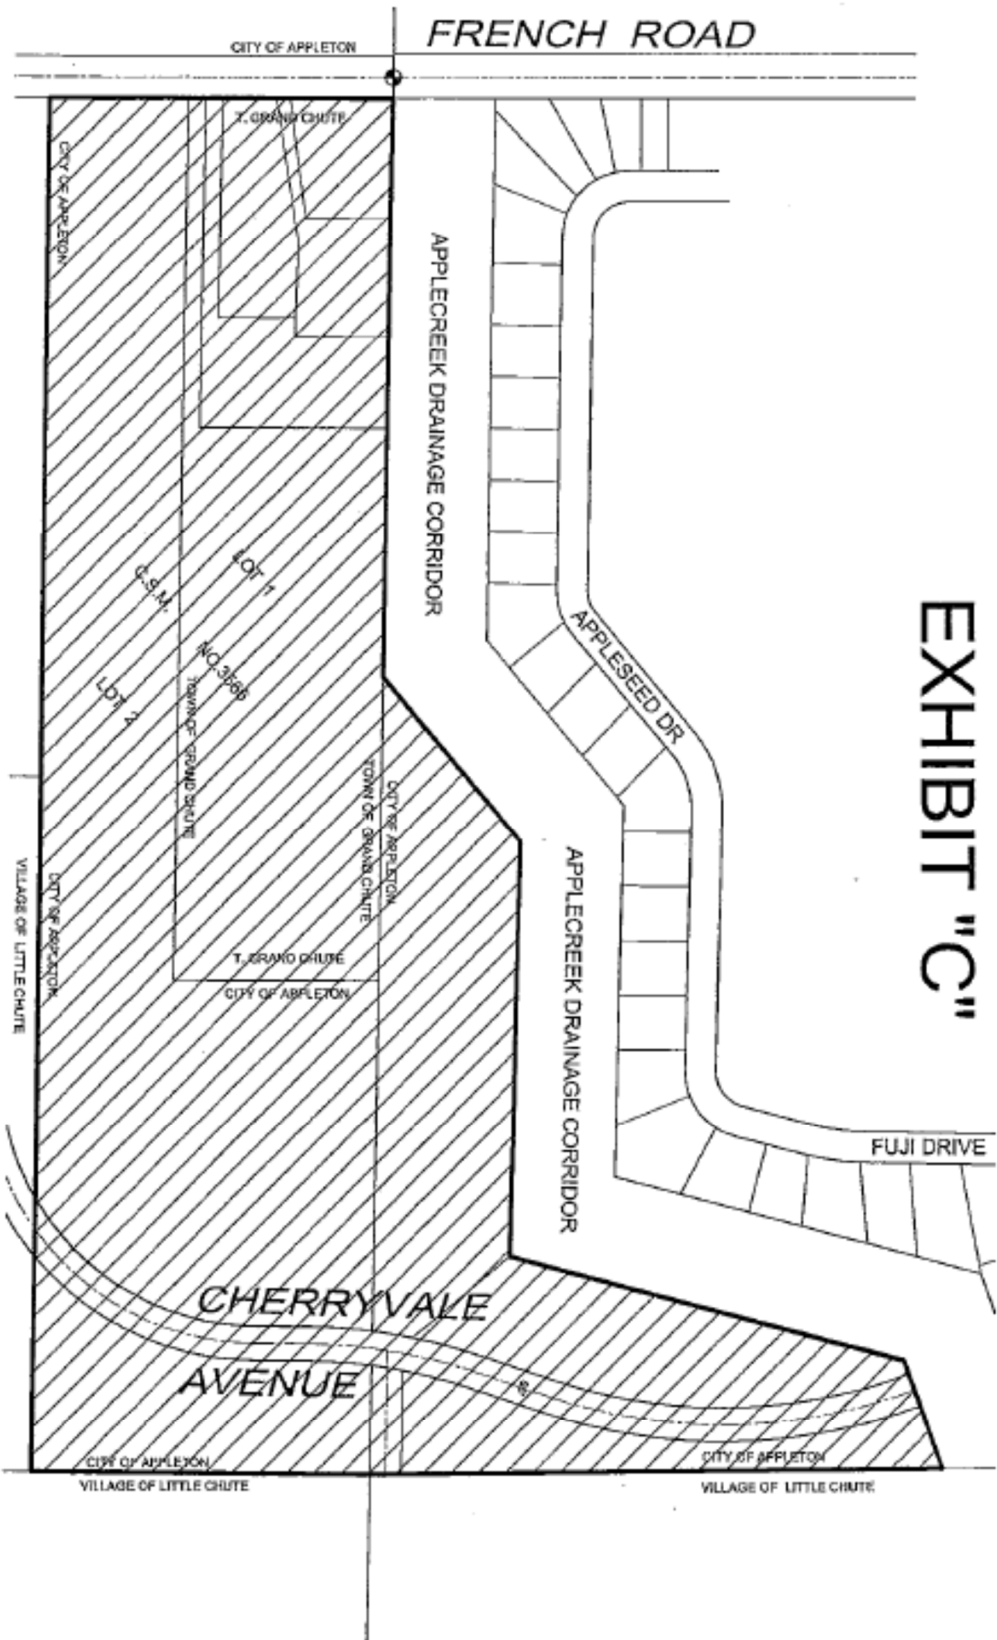 FRENCH ROAD
CITY OF APPLETON
T. GRAND CHUTE
CITY OF APPLETON
APPLECREEK DRAINAGE CORRIDOR
LOT 1
C.S.M.
NO.3566
LOT 2
APPLESEED DR
EXHIBIT "C"
TOWN OF GRAND CHUTE
CITY OF APPLETON
TOWN OF GRAND CHUTE
CITY OF APPLETON
VILLAGE OF LITTLE CHUTE
APPLECREEK DRAINAGE CORRIDOR
T. GRAND CHUTE
CITY OF APPLETON
FUJI DRIVE
CHERRYVALE
AVENUE
CITY OF APPLETON
VILLAGE OF LITTLE CHUTE
CITY OF APPLETON
VILLAGE OF LITTLE CHUTE